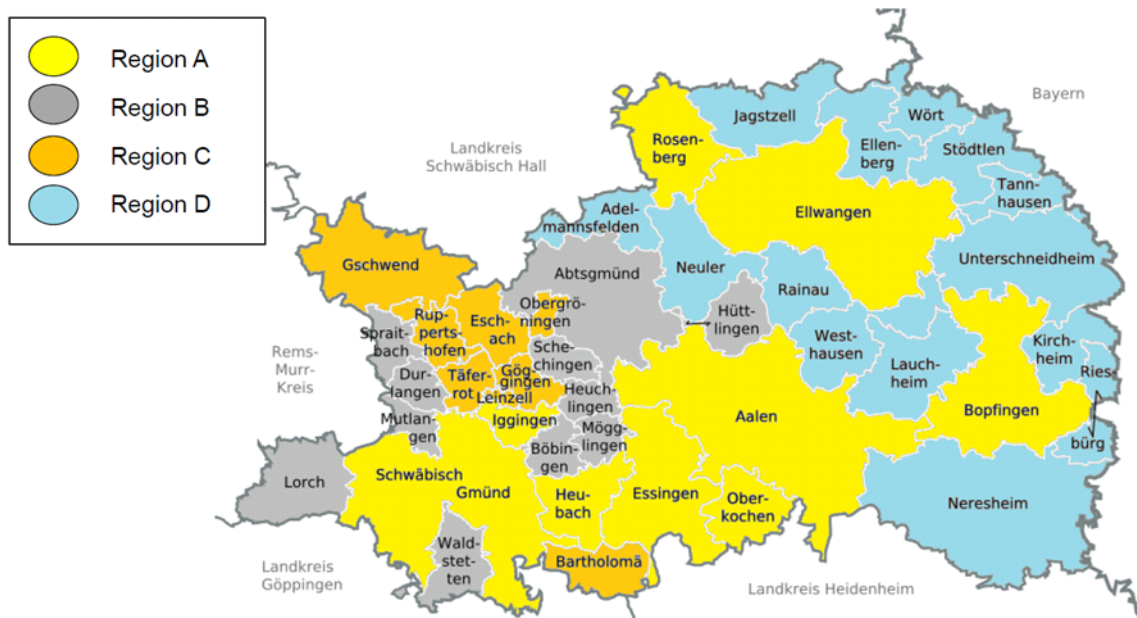 Region A
Region B
Region C
Region D
Bayern
Landkreis
Schwäbisch Hall
Rems-
Murr-
Kreis
Landkreis
Göppingen
Landkreis Heidenheim
Rosen-
berg
Jagstzell
Wört
Ellen-
berg
Stödtlen
Tann-
hausen
Ellwangen
Adel-
mannsfelden
Unterschneidheim
Gschwend
Abtsgmünd
Neuler
Rainau
Hütt-
lingen
Obergrö-
ningen
Rup-
perts-
hofen
Esch-
ach
Sprait-
bach
Sche-
chingen
West-
hausen
Lauch-
heim
Kirch-
heim
Ries-
bürg
Dur-
langen
Täfer-
rot
Gög-
gingen
Leinzell
Heuch-
lingen
Mutlan-
gen
Iggingen
Aalen
Bopfingen
Mögg-
lingen
Böbin-
gen
Lorch
Schwäbisch
Gmünd
Heu-
bach
Essingen
Ober-
kochen
Neresheim
Wald-
stet-
ten
Bartholomä